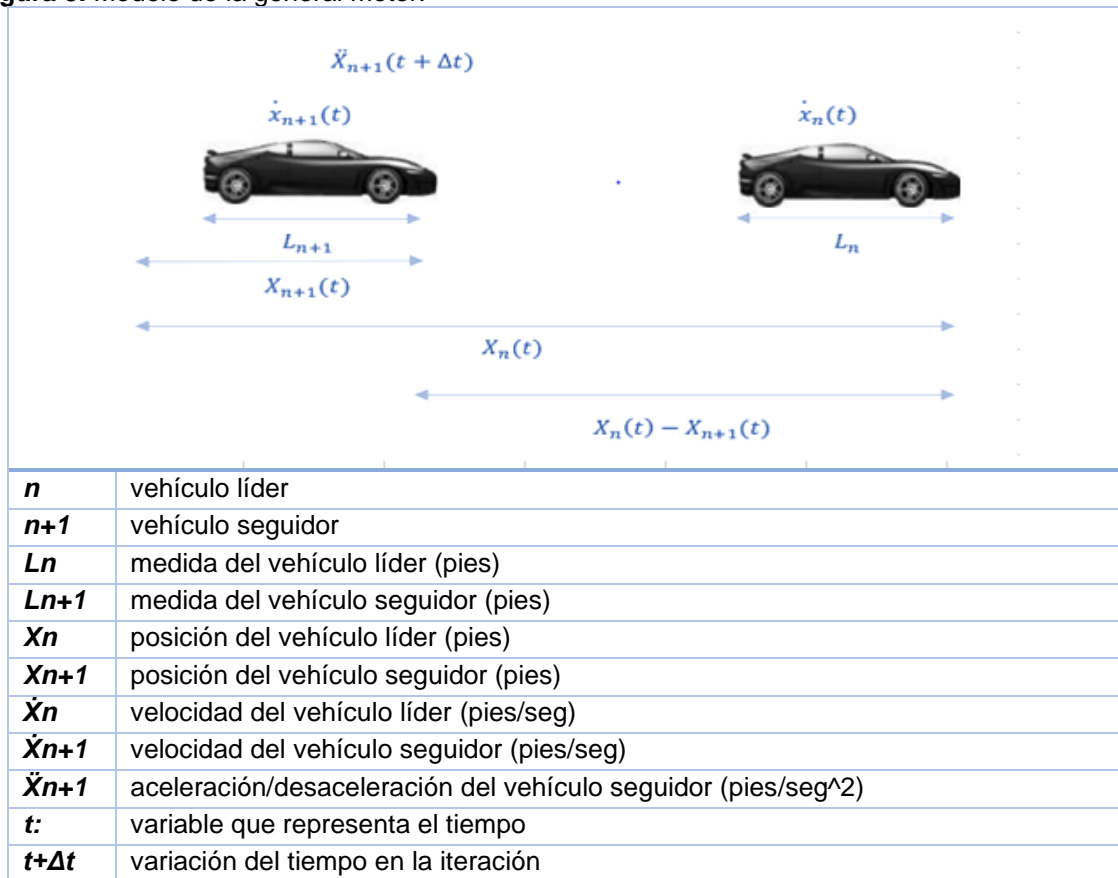 gura 3. Modelo de la general motor.
Ẍₙ₊₁(t + Δt)
ẋₙ₊₁(t)
ẋₙ(t)
Lₙ₊₁
Lₙ
Xₙ₊₁(t)
Xₙ(t)
Xₙ(t) − Xₙ₊₁(t)
n vehículo líder
n+1 vehículo seguidor
Ln medida del vehículo líder (pies)
Ln+1 medida del vehículo seguidor (pies)
Xn posición del vehículo líder (pies)
Xn+1 posición del vehículo seguidor (pies)
Ẋn velocidad del vehículo líder (pies/seg)
Ẋn+1 velocidad del vehículo seguidor (pies/seg)
Ẍn+1 aceleración/desaceleración del vehículo seguidor (pies/seg^2)
t: variable que representa el tiempo
t+Δt variación del tiempo en la iteración